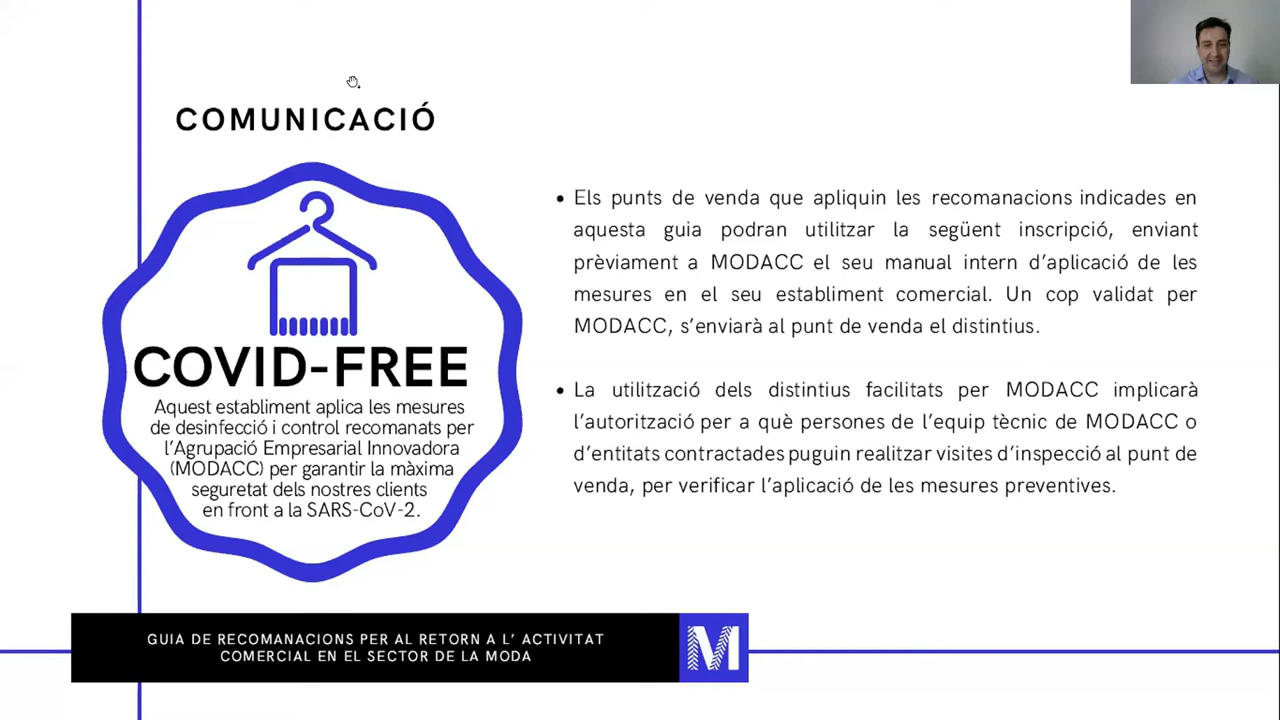 COMUNICACIÓ
COVID-FREE
Aquest establiment aplica les mesures
de desinfecció i control recomanats per
l'Agrupació Empresarial Innovadora
(MODACC) per garantir la màxima
seguretat dels nostres clients
en front a la SARS-CoV-2.
• Els punts de venda que apliquin les recomanacions indicades en
aquesta guia podran utilitzar la següent inscripció, enviant
prèviament a MODACC el seu manual intern d'aplicació de les
mesures en el seu establiment comercial. Un cop validat per
MODACC, s'enviarà al punt de venda el distintius.
• La utilització dels distintius facilitats per MODACC implicarà
l'autorització per a què persones de l'equip tècnic de MODACC o
d'entitats contractades puguin realitzar visites d'inspecció al punt de
venda, per verificar l'aplicació de les mesures preventives.
GUIA DE RECOMANACIONS PER AL RETORN A L' ACTIVITAT
COMERCIAL EN EL SECTOR DE LA MODA
M